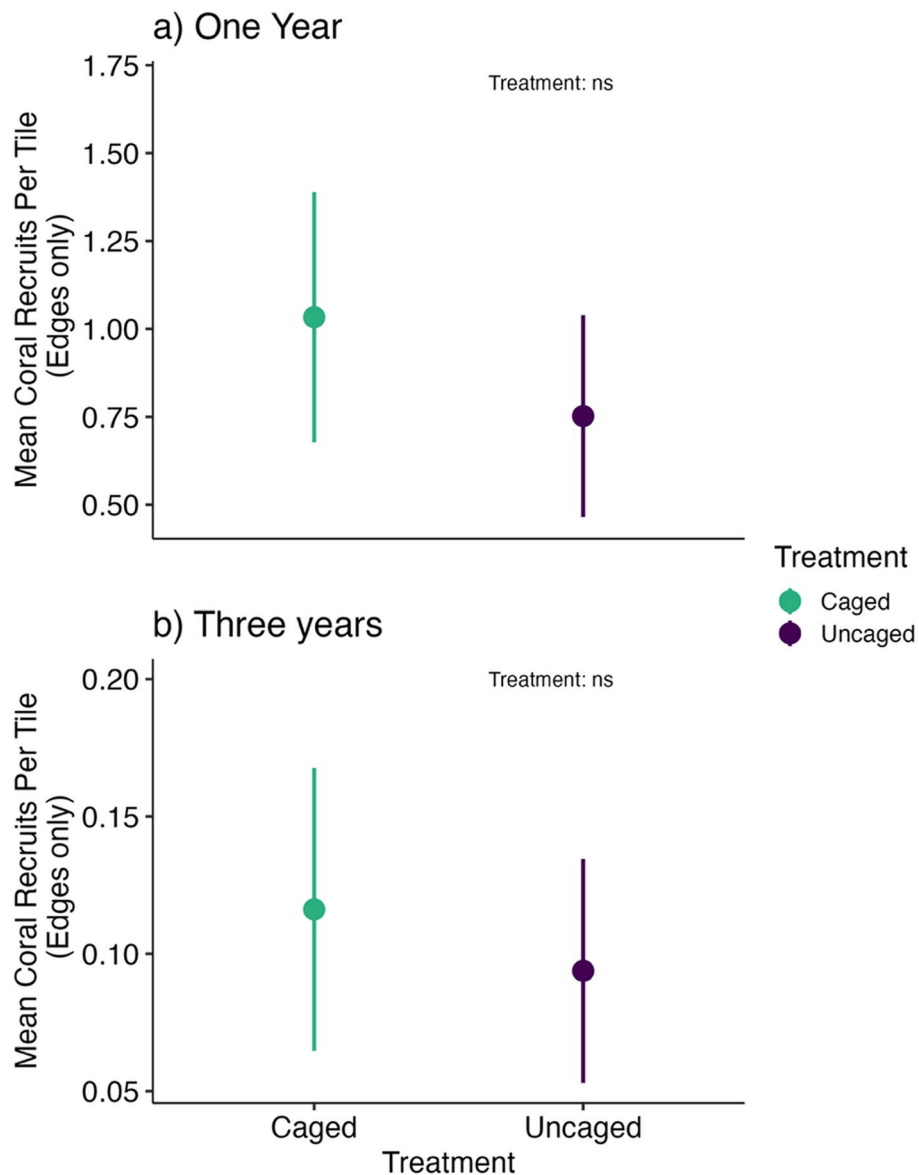 a) One Year
Treatment: ns
Mean Coral Recruits Per Tile
(Edges only)
1.75
1.50
1.25
1.00
0.75
0.50
Treatment
Caged
Uncaged
b) Three years
Treatment: ns
Mean Coral Recruits Per Tile
(Edges only)
0.20
0.15
0.10
0.05
Caged Uncaged
Treatment